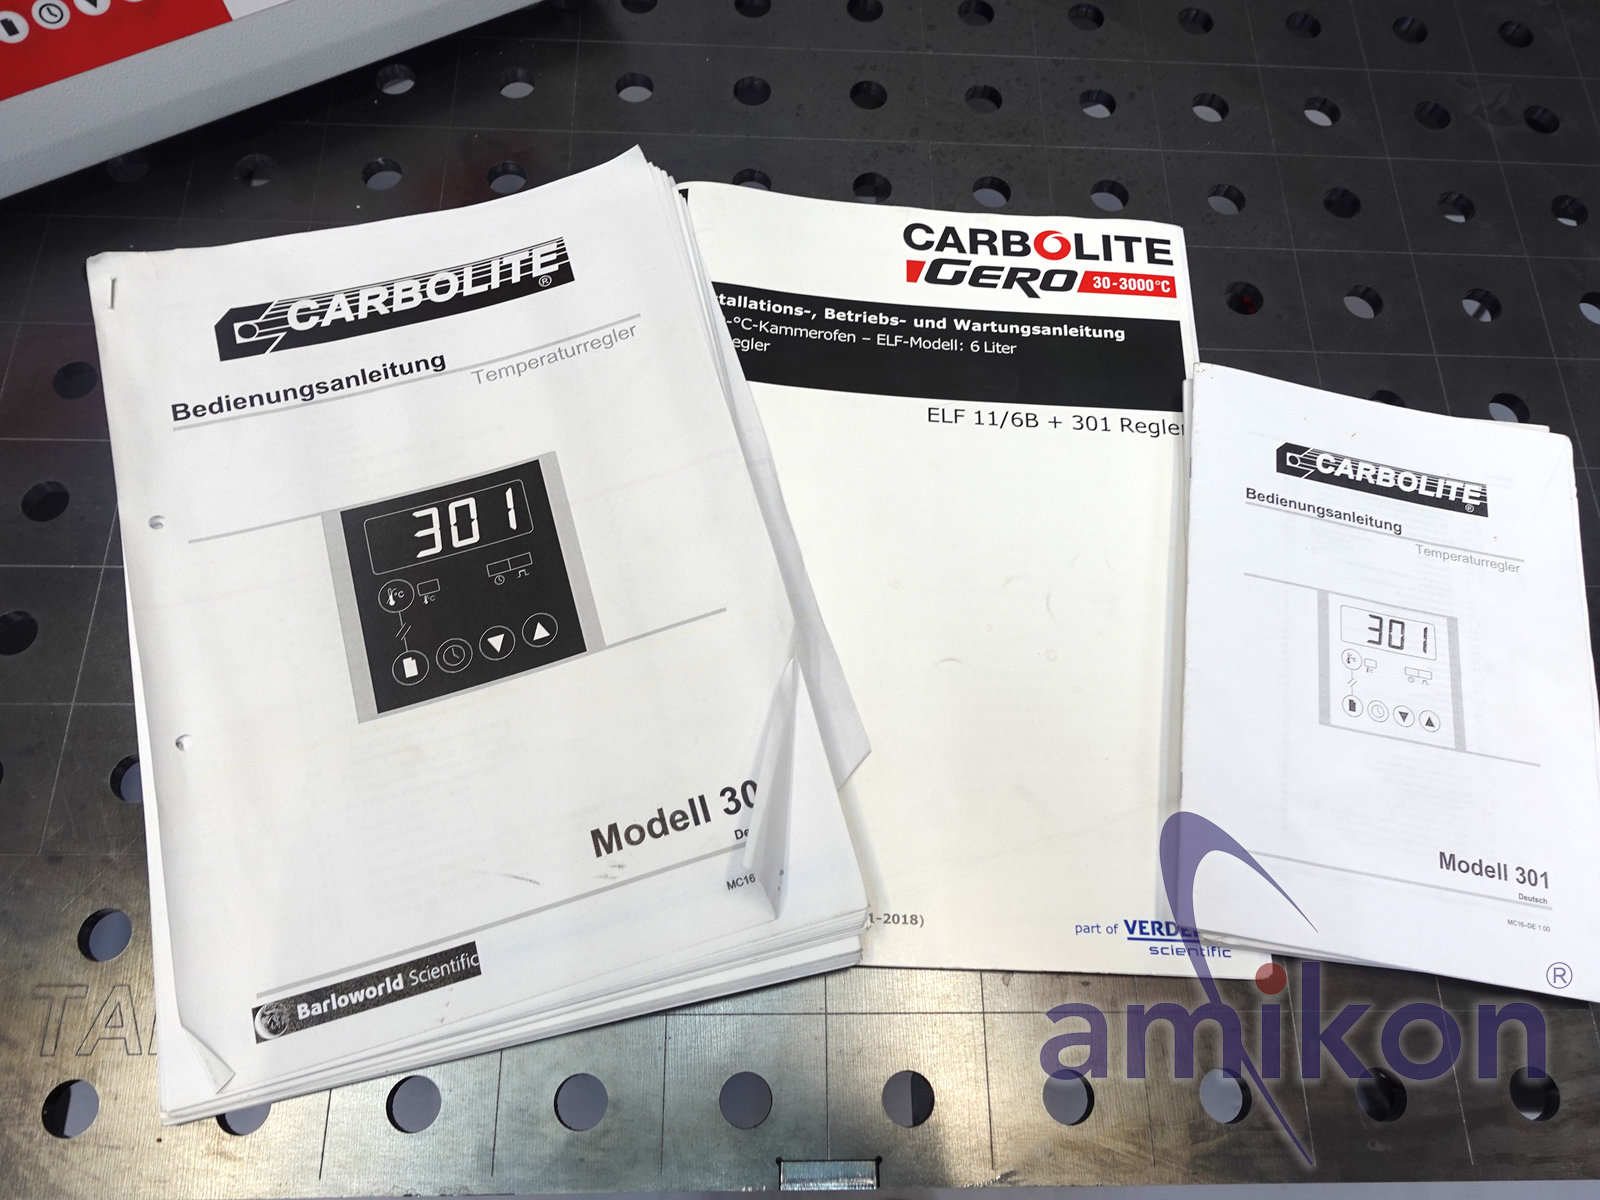 CARBOLITE
®
Bedienungsanleitung
Temperaturregler
301
°C
°C
Modell 30
MC16
Barloworld Scientific
CARBOLITE
GERO 30-3000°C
tallations-, Betriebs- und Wartungsanleitung
-°C-Kammerofen – ELF-Modell: 6 Liter
egler
ELF 11/6B + 301 Regler
-2018)
part of VERDE
scientific
CARBOLITE
®
Bedienungsanleitung
Temperaturregler
301
°C
°C
Modell 301
Deutsch
MC16-DE 1.00
®
amikon